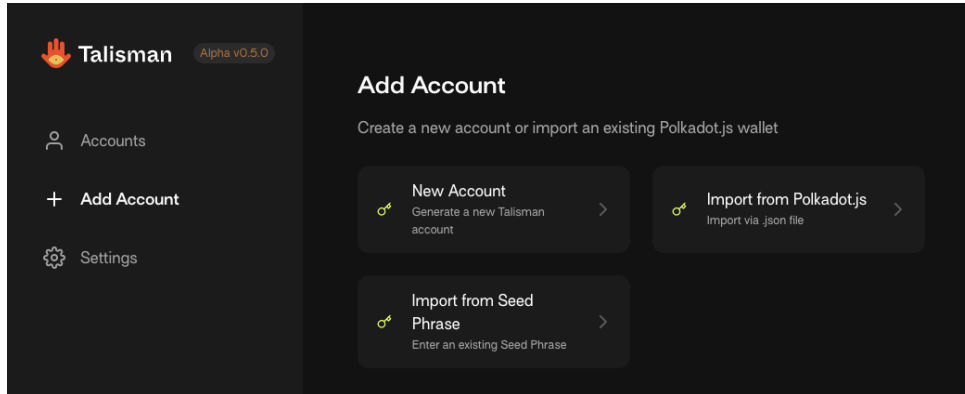 Talisman
Alpha v0.5.0
Accounts
Add Account
Settings
Add Account
Create a new account or import an existing Polkadot.js wallet
New Account
Generate a new Talisman
account
Import from Polkadot.js
Import via .json file
Import from Seed
Phrase
Enter an existing Seed Phrase